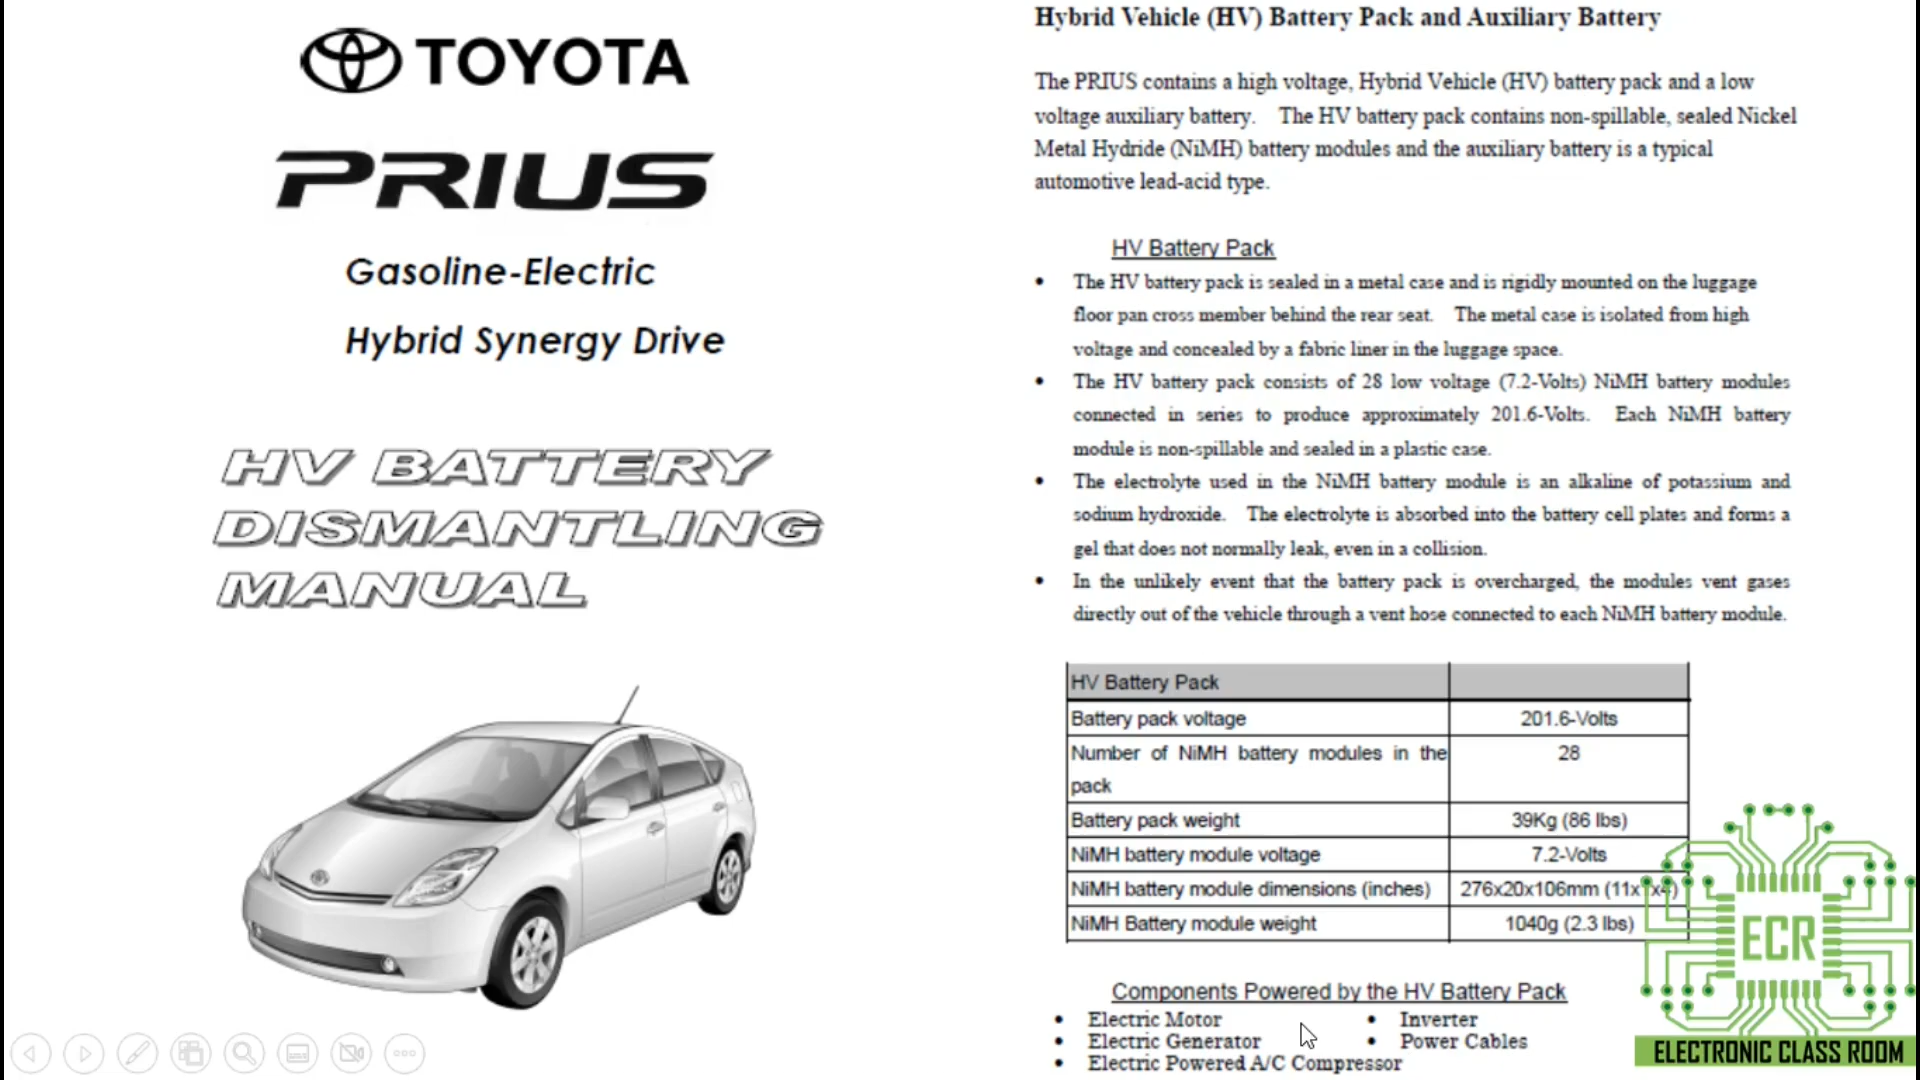 TOYOTA
PRIUS
Gasoline-Electric
Hybrid Synergy Drive
HV BATTERY
DISMANTLING
MANUAL
Hybrid Vehicle (HV) Battery Pack and Auxiliary Battery
The PRIUS contains a high voltage, Hybrid Vehicle (HV) battery pack and a low
voltage auxiliary battery. The HV battery pack contains non-spillable, sealed Nickel
Metal Hydride (NiMH) battery modules and the auxiliary battery is a typical
automotive lead-acid type.
HV Battery Pack
• The HV battery pack is sealed in a metal case and is rigidly mounted on the luggage
floor pan cross member behind the rear seat. The metal case is isolated from high
voltage and concealed by a fabric liner in the luggage space.
• The HV battery pack consists of 28 low voltage (7.2-Volts) NiMH battery modules
connected in series to produce approximately 201.6-Volts. Each NiMH battery
module is non-spillable and sealed in a plastic case.
• The electrolyte used in the NiMH battery module is an alkaline of potassium and
sodium hydroxide. The electrolyte is absorbed into the battery cell plates and forms a
gel that does not normally leak, even in a collision.
• In the unlikely event that the battery pack is overcharged, the modules vent gases
directly out of the vehicle through a vent hose connected to each NiMH battery module.
HV Battery Pack
Battery pack voltage 201.6-Volts
Number of NiMH battery modules in the 28
pack
Battery pack weight 39Kg (86 lbs)
NiMH battery module voltage 7.2-Volts
NiMH battery module dimensions (inches) 276x20x106mm
NiMH Battery module weight 1040g (2.3 lbs)
Components Powered by the HV Battery Pack
• Electric Motor • Inverter
• Electric Generator • Power Cables
• Electric Powered A/C Compressor
ECR
ELECTRONIC CLASS ROOM